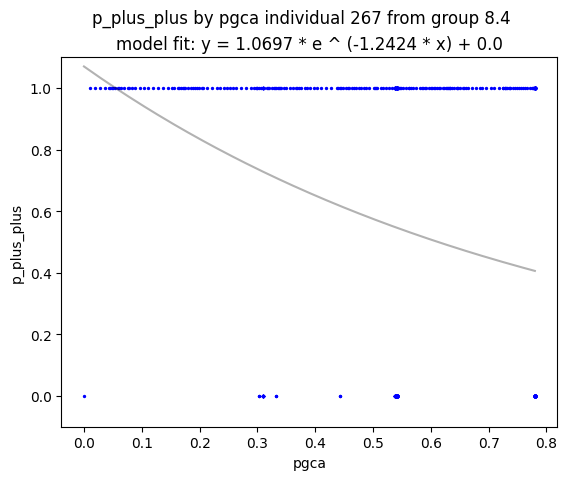 p_plus_plus by pgca individual 267 from group 8.4
model fit: y = 1.0697 * e ^ (-1.2424 * x) + 0.0
1.0
0.8
0.6
0.4
0.2
0.0
p_plus_plus
0.0 0.1 0.2 0.3 0.4 0.5 0.6 0.7 0.8
pgca